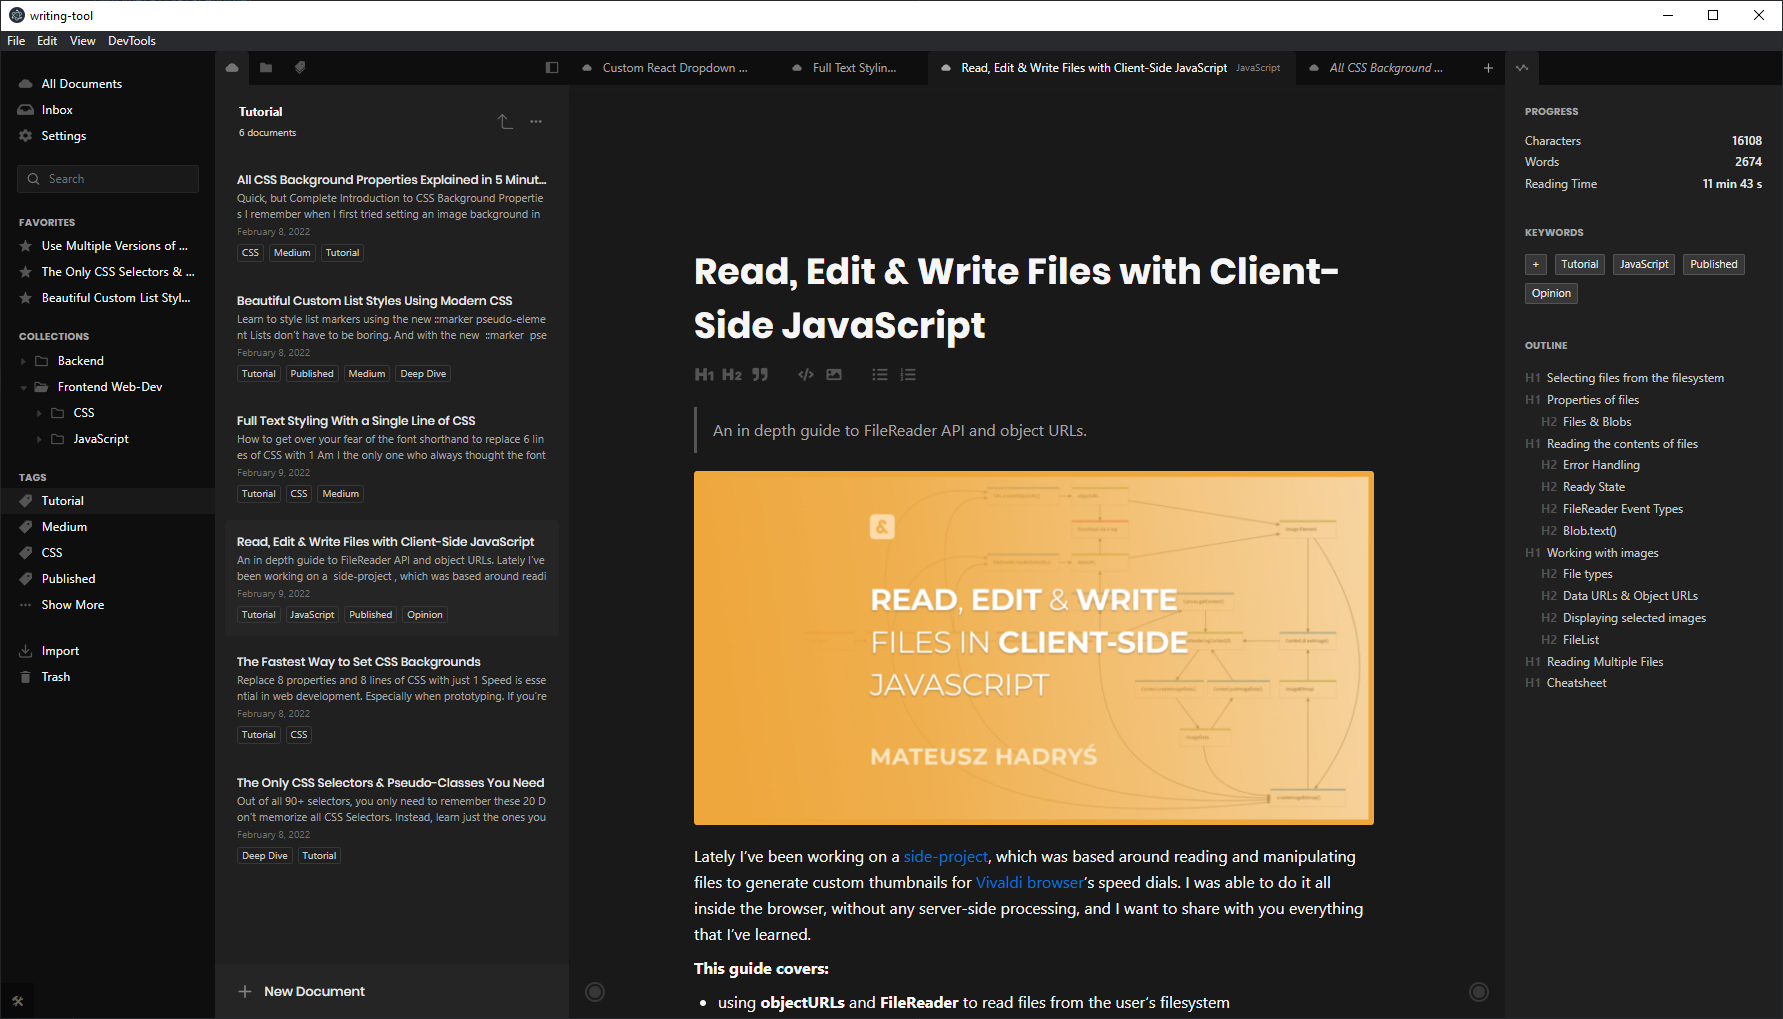 writing-tool
File Edit View DevTools
All Documents
Inbox
Settings
Search
FAVORITES
Use Multiple Versions of ...
The Only CSS Selectors & ...
Beautiful Custom List Styl...
COLLECTIONS
Backend
Frontend Web-Dev
CSS
JavaScript
TAGS
Tutorial
Medium
CSS
Published
Show More
Import
Trash
Tutorial
6 documents
All CSS Background Properties Explained in 5 Minut...
Quick, but Complete Introduction to CSS Background Propertie
s I remember when I first tried setting an image background in
February 8, 2022
CSS Medium Tutorial
Beautiful Custom List Styles Using Modern CSS
Learn to style list markers using the new ::marker pseudo-eleme
nt Lists don't have to be boring. And with the new ::marker pse
February 8, 2022
Tutorial Published Medium Deep Dive
Full Text Styling With a Single Line of CSS
How to get over your fear of the font shorthand to replace 6 lin
es of CSS with 1 Am I the only one who always thought the font
February 9, 2022
Tutorial CSS Medium
Read, Edit & Write Files with Client-Side JavaScript
An in depth guide to FileReader API and object URLs. Lately I've
been working on a side-project , which was based around readi
February 9, 2022
Tutorial JavaScript Published Opinion
The Fastest Way to Set CSS Backgrounds
Replace 8 properties and 8 lines of CSS with just 1 Speed is esse
ntial in web development. Especially when prototyping. If you're
February 8, 2022
Tutorial CSS
The Only CSS Selectors & Pseudo-Classes You Need
Out of all 90+ selectors, you only need to remember these 20 D
on't memorize all CSS Selectors. Instead, learn just the ones you
February 8, 2022
Deep Dive Tutorial
+ New Document
Custom React Dropdown ... Full Text Stylin... Read, Edit & Write Files with Client-Side JavaScript JavaScript All CSS Background ... +
Read, Edit & Write Files with Client-
Side JavaScript
H1 H2
An in depth guide to FileReader API and object URLs.
&
READ, EDIT & WRITE
FILES IN CLIENT-SIDE
JAVASCRIPT
MATEUSZ HADRYŚ
Lately I've been working on a side-project, which was based around reading and manipulating
files to generate custom thumbnails for Vivaldi browser's speed dials. I was able to do it all
inside the browser, without any server-side processing, and I want to share with you everything
that I've learned.
This guide covers:
• using objectURLs and FileReader to read files from the user's filesystem
PROGRESS
Characters 16108
Words 2674
Reading Time 11 min 43 s
KEYWORDS
+ Tutorial JavaScript Published
Opinion
OUTLINE
H1 Selecting files from the filesystem
H1 Properties of files
H2 Files & Blobs
H1 Reading the contents of files
H2 Error Handling
H2 Ready State
H2 FileReader Event Types
H2 Blob.text()
H1 Working with images
H2 File types
H2 Data URLs & Object URLs
H2 Displaying selected images
H2 FileList
H1 Reading Multiple Files
H1 Cheatsheet